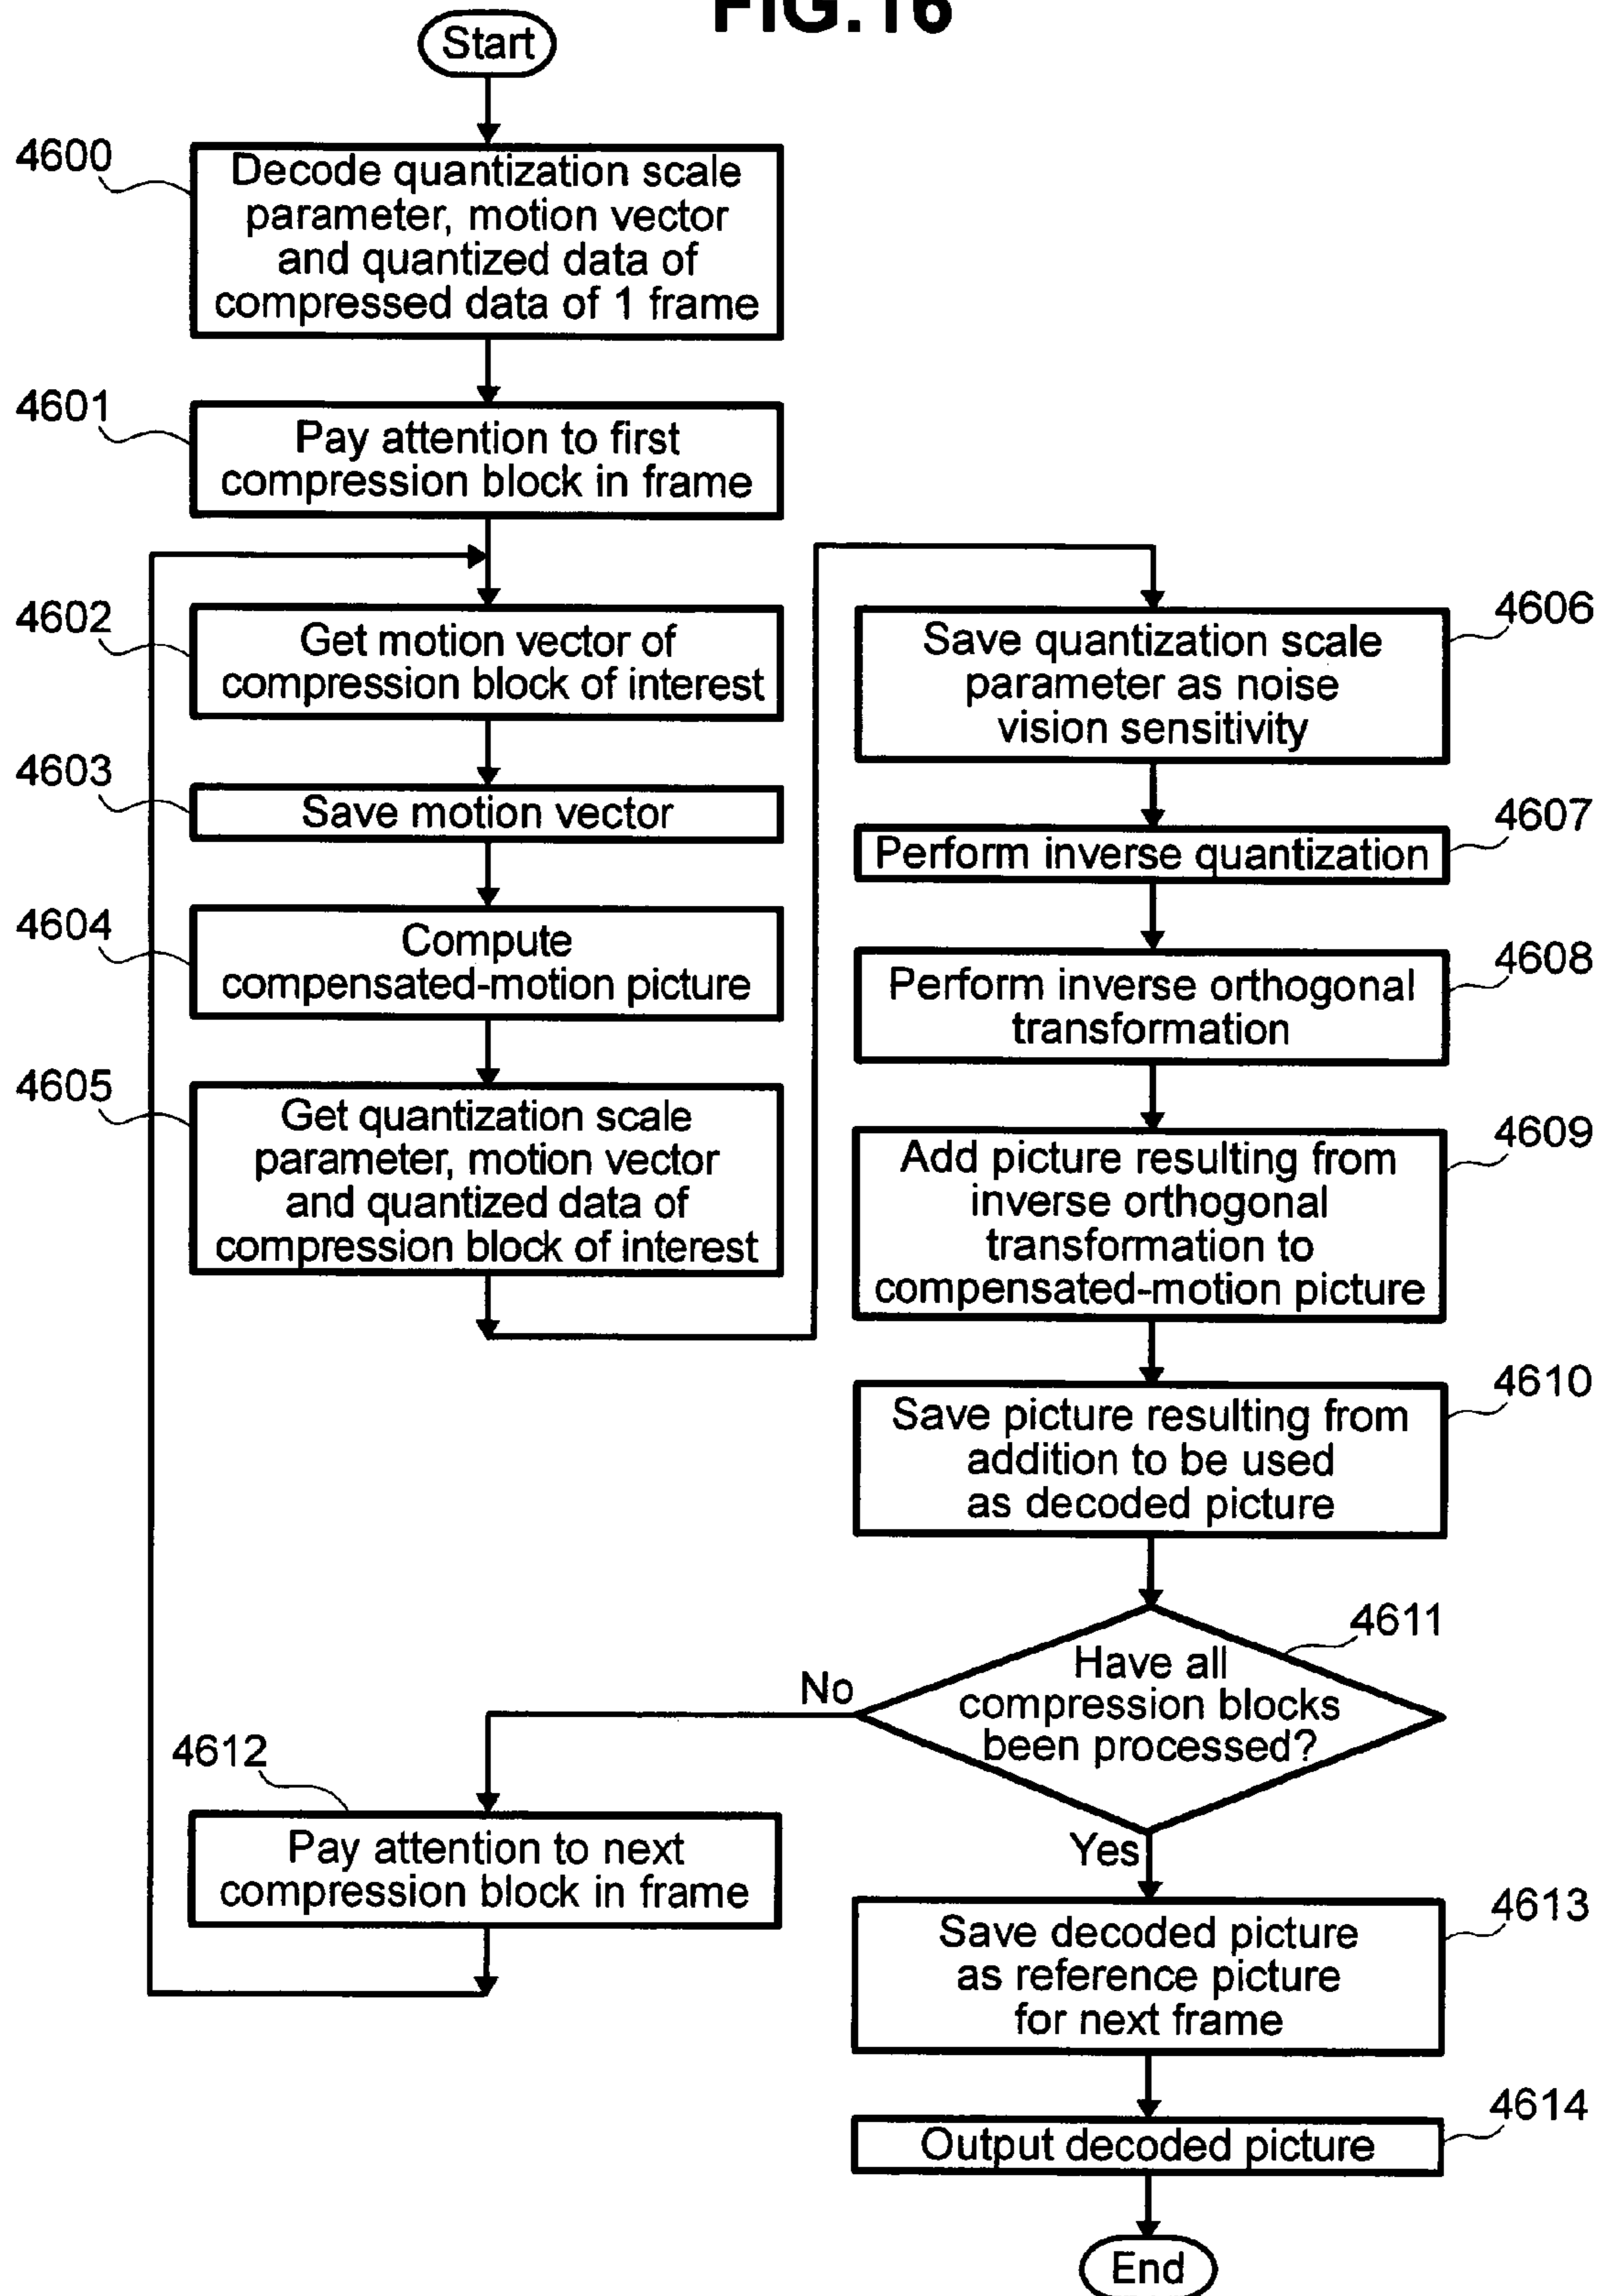 FIG.16
Start
4600
Decode quantization scale
parameter, motion vector
and quantized data of
compressed data of 1 frame
4601
Pay attention to first
compression block in frame
4602
Get motion vector of
compression block of interest
4603
Save motion vector
4604
Compute
compensated-motion picture
4605
Get quantization scale
parameter, motion vector
and quantized data of
compression block of interest
4606
Save quantization scale
parameter as noise
vision sensitivity
4607
Perform inverse quantization
4608
Perform inverse orthogonal
transformation
4609
Add picture resulting from
inverse orthogonal
transformation to
compensated-motion picture
4610
Save picture resulting from
addition to be used
as decoded picture
4611
Have all
compression blocks
been processed?
No
4612
Pay attention to next
compression block in frame
Yes
4613
Save decoded picture
as reference picture
for next frame
4614
Output decoded picture
End